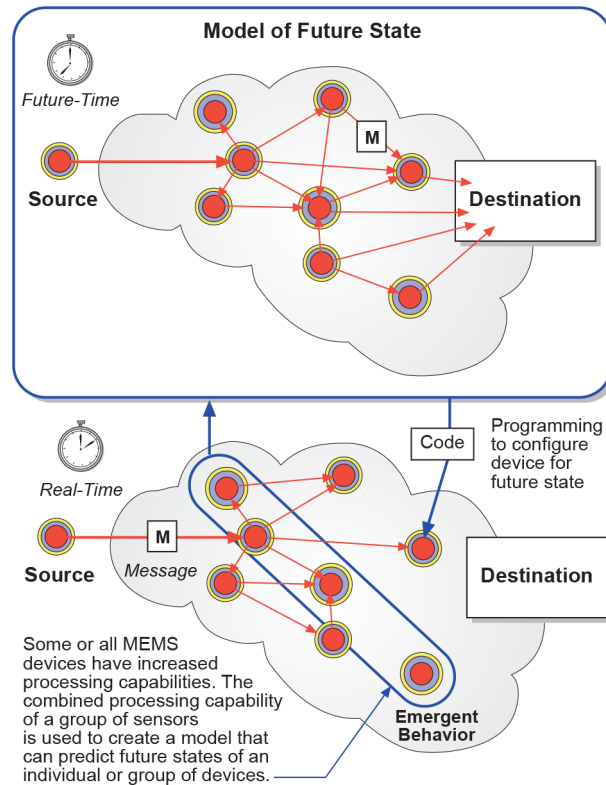 Model of Future State
Future-Time
M
Source
Destination
Code
Programming
to configure
device for
future state
Real-Time
M
Source
Message
Destination
Some or all MEMS
devices have increased
processing capabilities. The
combined processing capability
of a group of sensors
is used to create a model that
can predict future states of an
individual or group of devices.
Emergent
Behavior